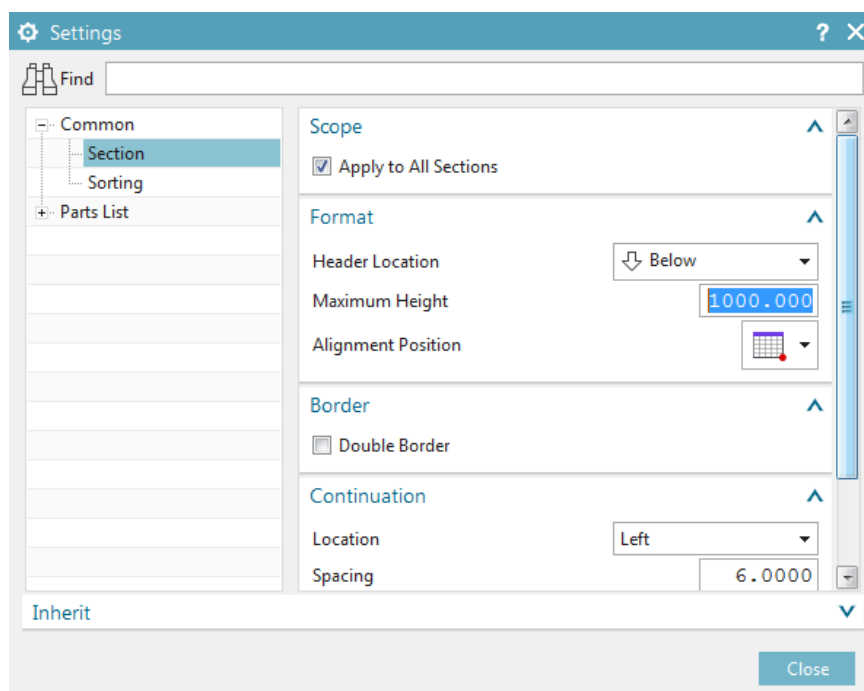 Settings
?
Find
Common
Section
Sorting
Parts List
Scope
Apply to All Sections
Format
Header Location
Below
Maximum Height
1000.000
Alignment Position
Border
Double Border
Continuation
Location
Left
Spacing
6.0000
Inherit
Close